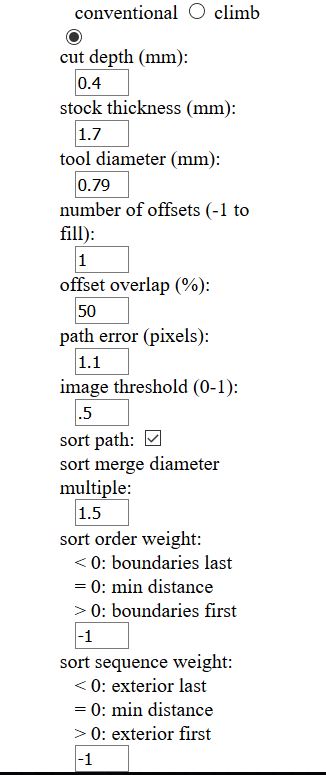 conventional climb
cut depth (mm):
0.4
stock thickness (mm):
1.7
tool diameter (mm):
0.79
number of offsets (-1 to
fill):
1
offset overlap (%):
50
path error (pixels):
1.1
image threshold (0-1):
.5
sort path:
sort merge diameter
multiple:
1.5
sort order weight:
< 0: boundaries last
= 0: min distance
> 0: boundaries first
-1
sort sequence weight:
< 0: exterior last
= 0: min distance
> 0: exterior first
-1